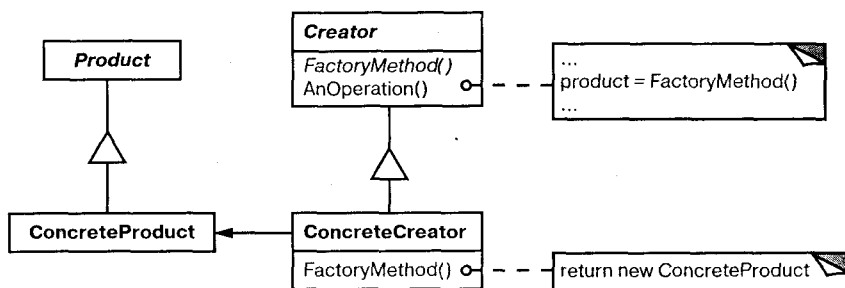 Product
Creator
FactoryMethod()
AnOperation()
...
product = FactoryMethod()
...
ConcreteProduct
ConcreteCreator
FactoryMethod()
return new ConcreteProduct